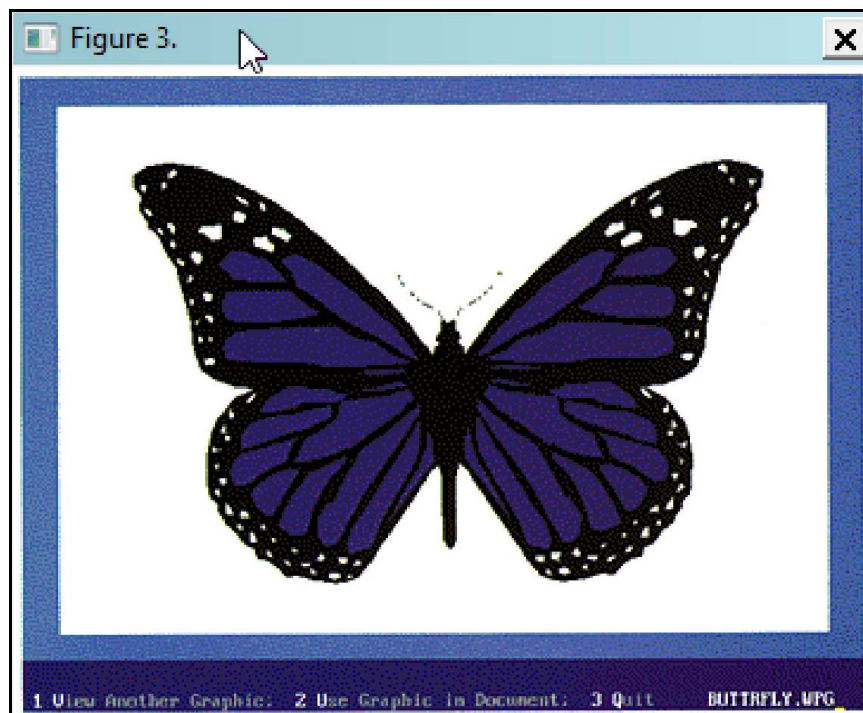 Figure 3.
1 View Another Graphic; 2 Use Graphic in Document; 3 Quit BUTTRFLY.WPG